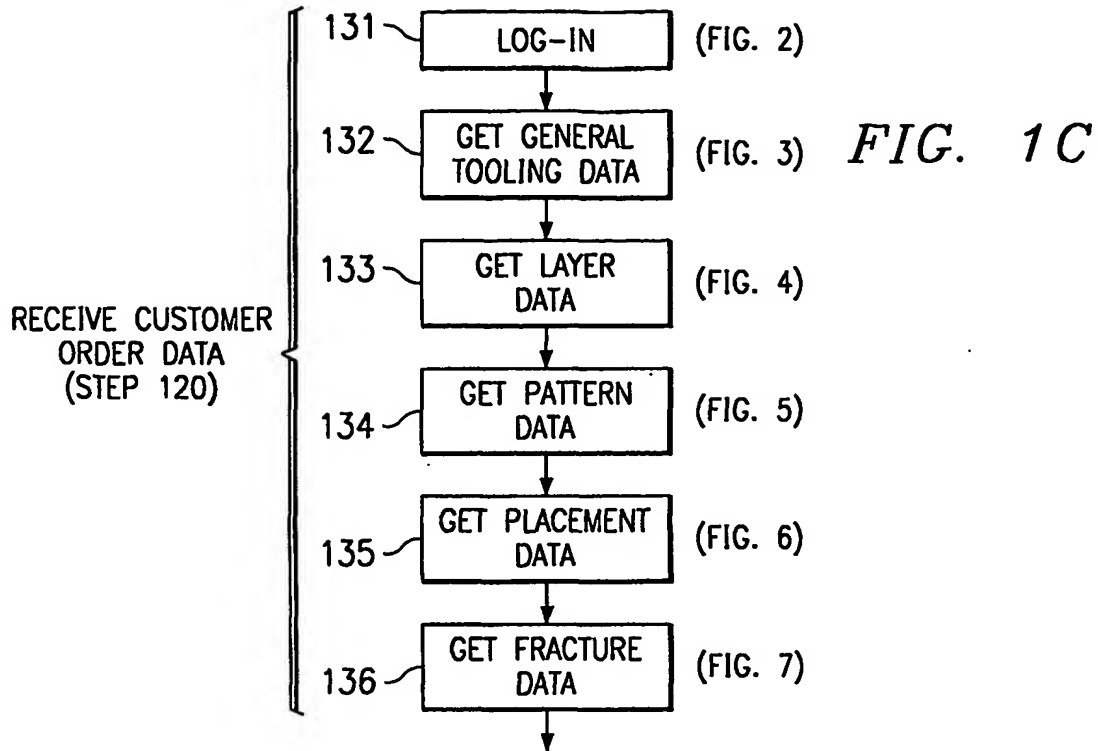 131
LOG-IN
(FIG. 2)
132
GET GENERAL
TOOLING DATA
(FIG. 3)
FIG. 1C
133
GET LAYER
DATA
(FIG. 4)
RECEIVE CUSTOMER
ORDER DATA
(STEP 120)
134
GET PATTERN
DATA
(FIG. 5)
135
GET PLACEMENT
DATA
(FIG. 6)
136
GET FRACTURE
DATA
(FIG. 7)